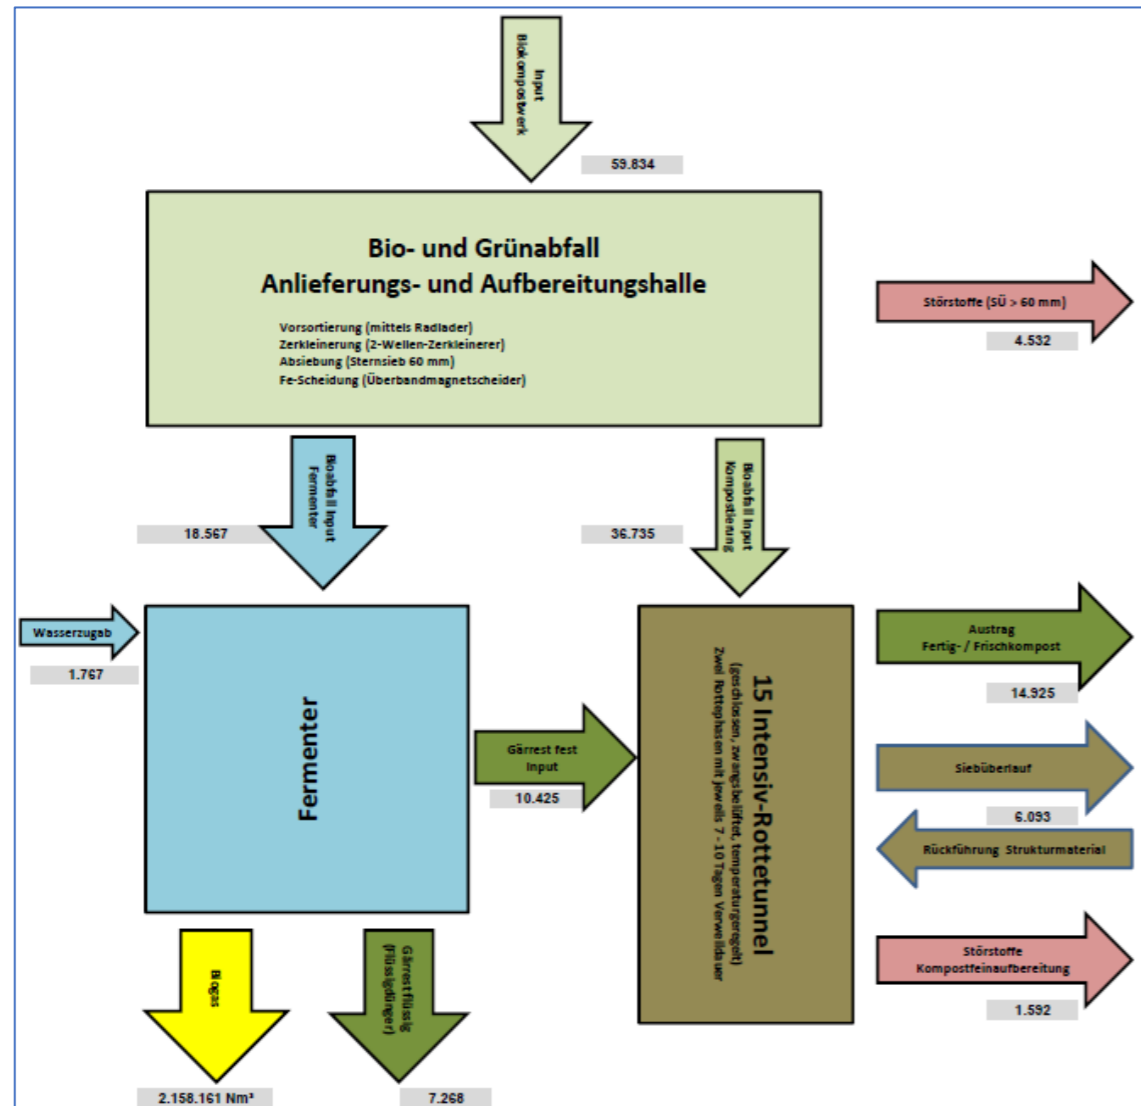 Input
Biokompostwerk
59.834
Bio- und Grünabfall
Anlieferungs- und Aufbereitungshalle
Vorsortierung (mittels Radlader)
Zerkleinerung (2-Wellen-Zerkleinerer)
Absiebung (Sternsieb 60 mm)
Fe-Scheidung (Überbandmagnetscheider)
Störstoffe (SÜ > 60 mm)
4.532
Bioabfall Input
Fermenter
18.567
Bioabfall Input
Kompostierung
36.735
Wasserzugab
1.767
Fermenter
Gärrest fest
Input
10.425
15 Intensiv-Rottetunnel
(geschlossen, zwangsbelüftet, temperaturgeregelt)
Zwei Rottephasen mit jeweils 7 - 10 Tagen Verweildauer
Austrag
Fertig- / Frischkompost
14.925
Siebüberlauf
6.093
Rückführung Strukturmaterial
Störstoffe
Kompostfeinaufbereitung
1.592
Biogas
2.158.161 Nm³
Gärrest flüssig
(Flüssigdünger)
7.268